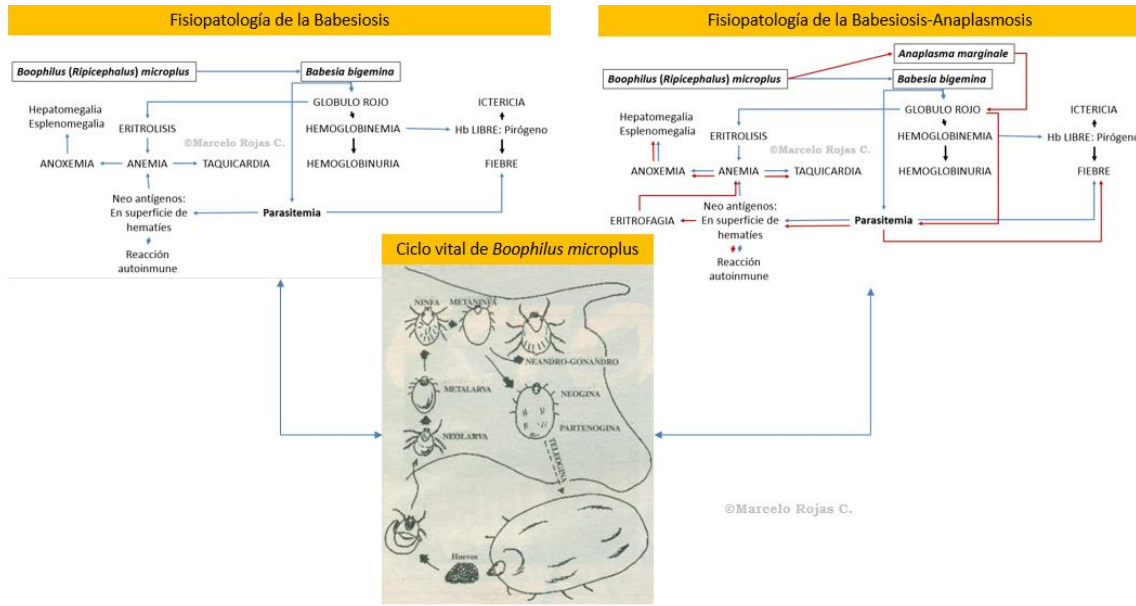 Fisiopatología de la Babesiosis
Boophilus (Ripicephalus) microplus
Babesia bigemina
GLOBULO ROJO
ICTERICIA
Hepatomegalia
Esplenomegalia
ERITROLISIS
HEMOGLOBINEMIA
Hb LIBRE: Pirógeno
©Marcelo Rojas C.
ANOXEMIA
ANEMIA
TAQUICARDIA
HEMOGLOBINURIA
FIEBRE
Neo antígenos:
En superficie de
hematíes
Parasitemia
Reacción
autoinmune
Fisiopatología de la Babesiosis-Anaplasmosis
Anaplasma marginale
Boophilus (Ripicephalus) microplus
Babesia bigemina
GLOBULO ROJO
ICTERICIA
Hepatomegalia
Esplenomegalia
ERITROLISIS
HEMOGLOBINEMIA
Hb LIBRE: Pirógeno
©Marcelo Rojas C.
ANOXEMIA
ANEMIA
TAQUICARDIA
HEMOGLOBINURIA
FIEBRE
Neo antígenos:
En superficie de
hematíes
ERITROFAGIA
Parasitemia
Reacción
autoinmune
Ciclo vital de Boophilus microplus
NINFA
METANINFA
NEANDRO-GONANDRO
METALARVA
NEOGINA
PARTENOGINA
NEOLARVA
TELEOGINA
Huevos
©Marcelo Rojas C.